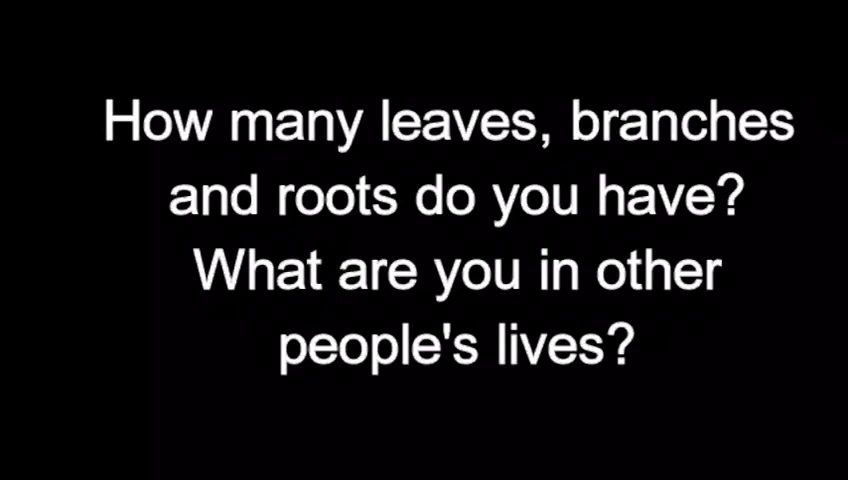 How many leaves, branches
and roots do you have?
What are you in other
people's lives?